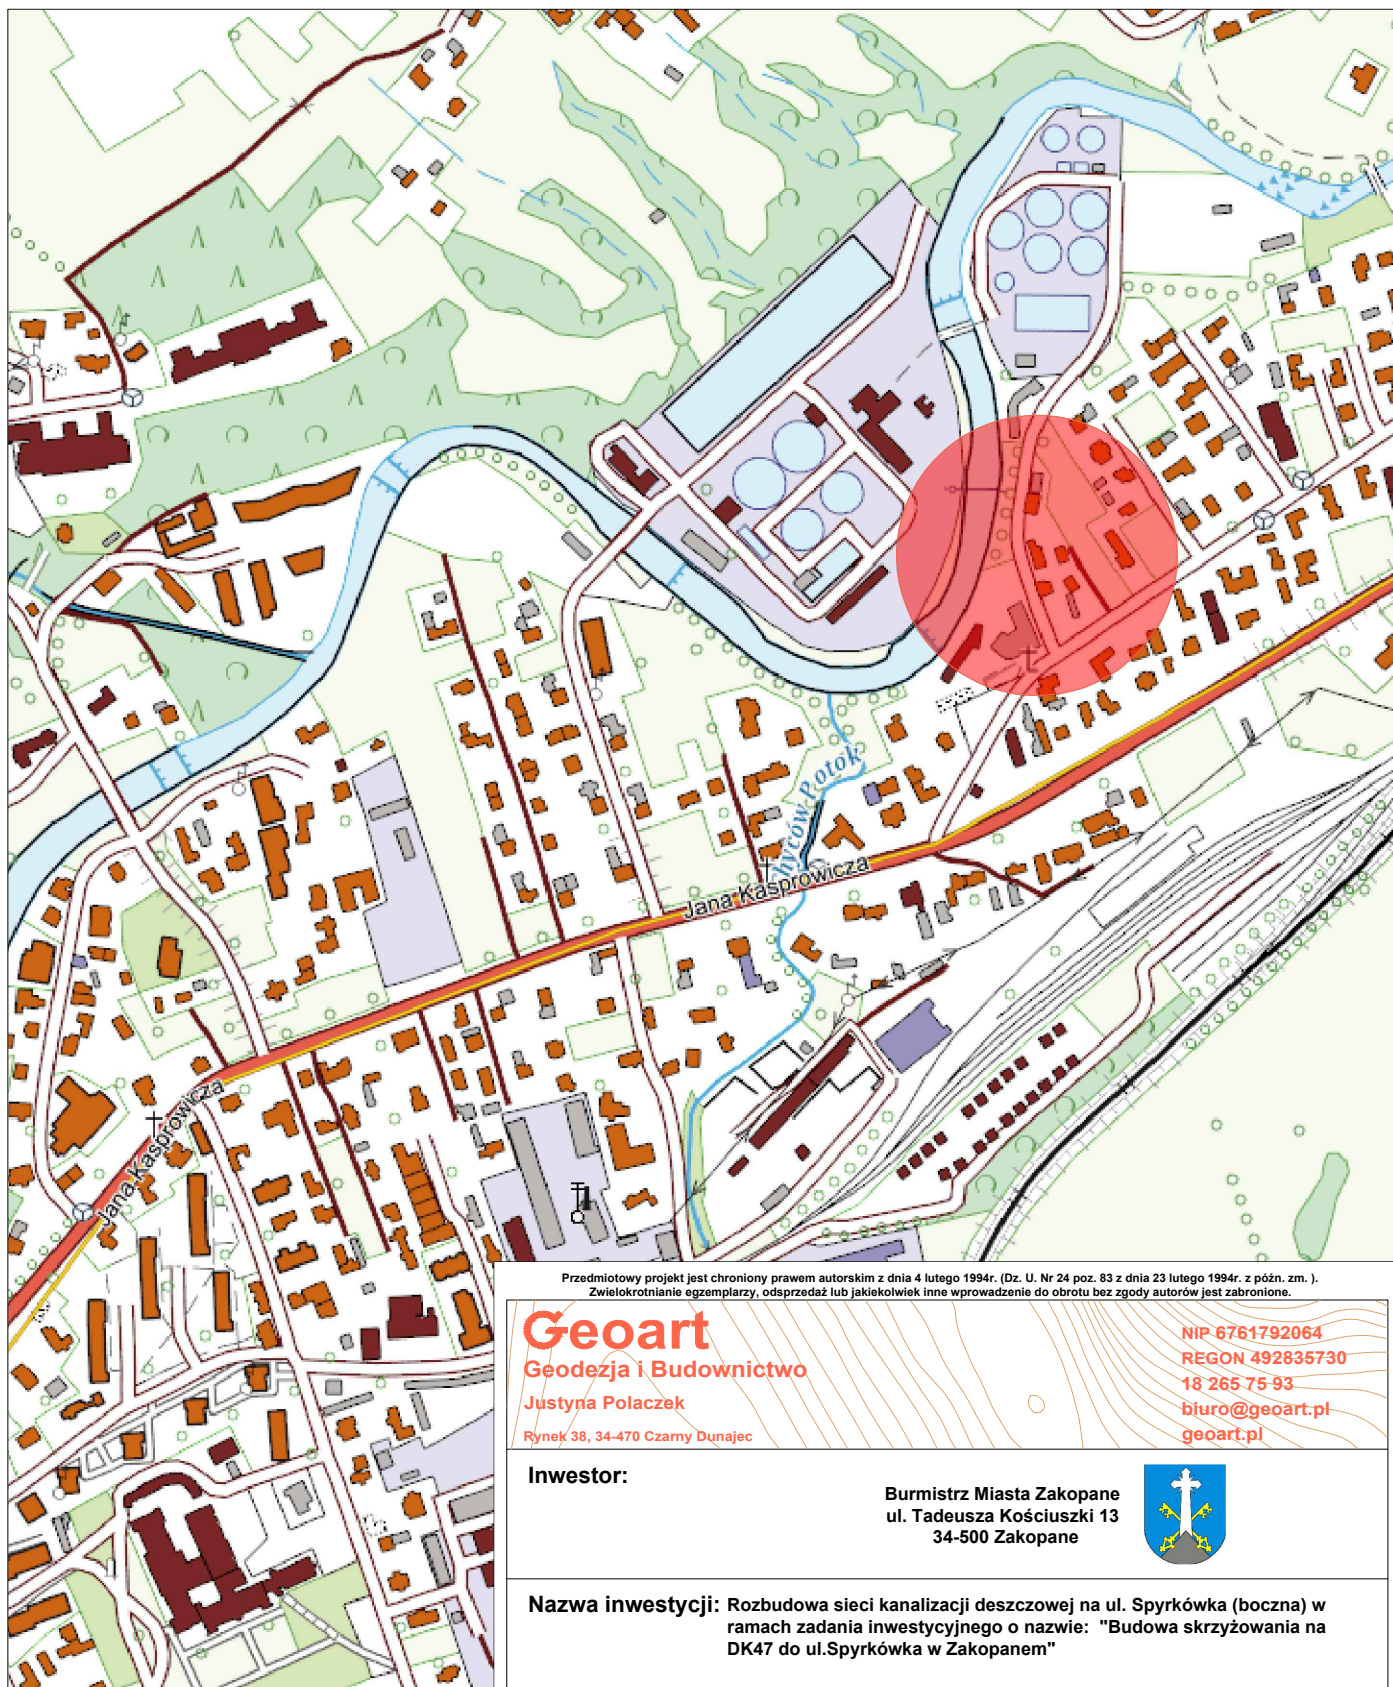 hyców Potok
Jana Kasprowicza
Jana Kasprowicza
Przedmiotowy projekt jest chroniony prawem autorskim z dnia 4 lutego 1994r. (Dz. U. Nr 24 poz. 83 z dnia 23 lutego 1994r. z późn. zm. ).
Zwielokrotnianie egzemplarzy, odsprzedaż lub jakiekolwiek inne wprowadzenie do obrotu bez zgody autorów jest zabronione.
Geoart
Geodezja i Budownictwo
Justyna Polaczek
Rynek 38, 34-470 Czarny Dunajec
NIP 6761792064
REGON 492835730
18 265 75 93
biuro@geoart.pl
geoart.pl
Inwestor:
Burmistrz Miasta Zakopane
ul. Tadeusza Kościuszki 13
34-500 Zakopane
Nazwa inwestycji: Rozbudowa sieci kanalizacji deszczowej na ul. Spyrkówka (boczna) w
ramach zadania inwestycyjnego o nazwie: "Budowa skrzyżowania na
DK47 do ul.Spyrkówka w Zakopanem"